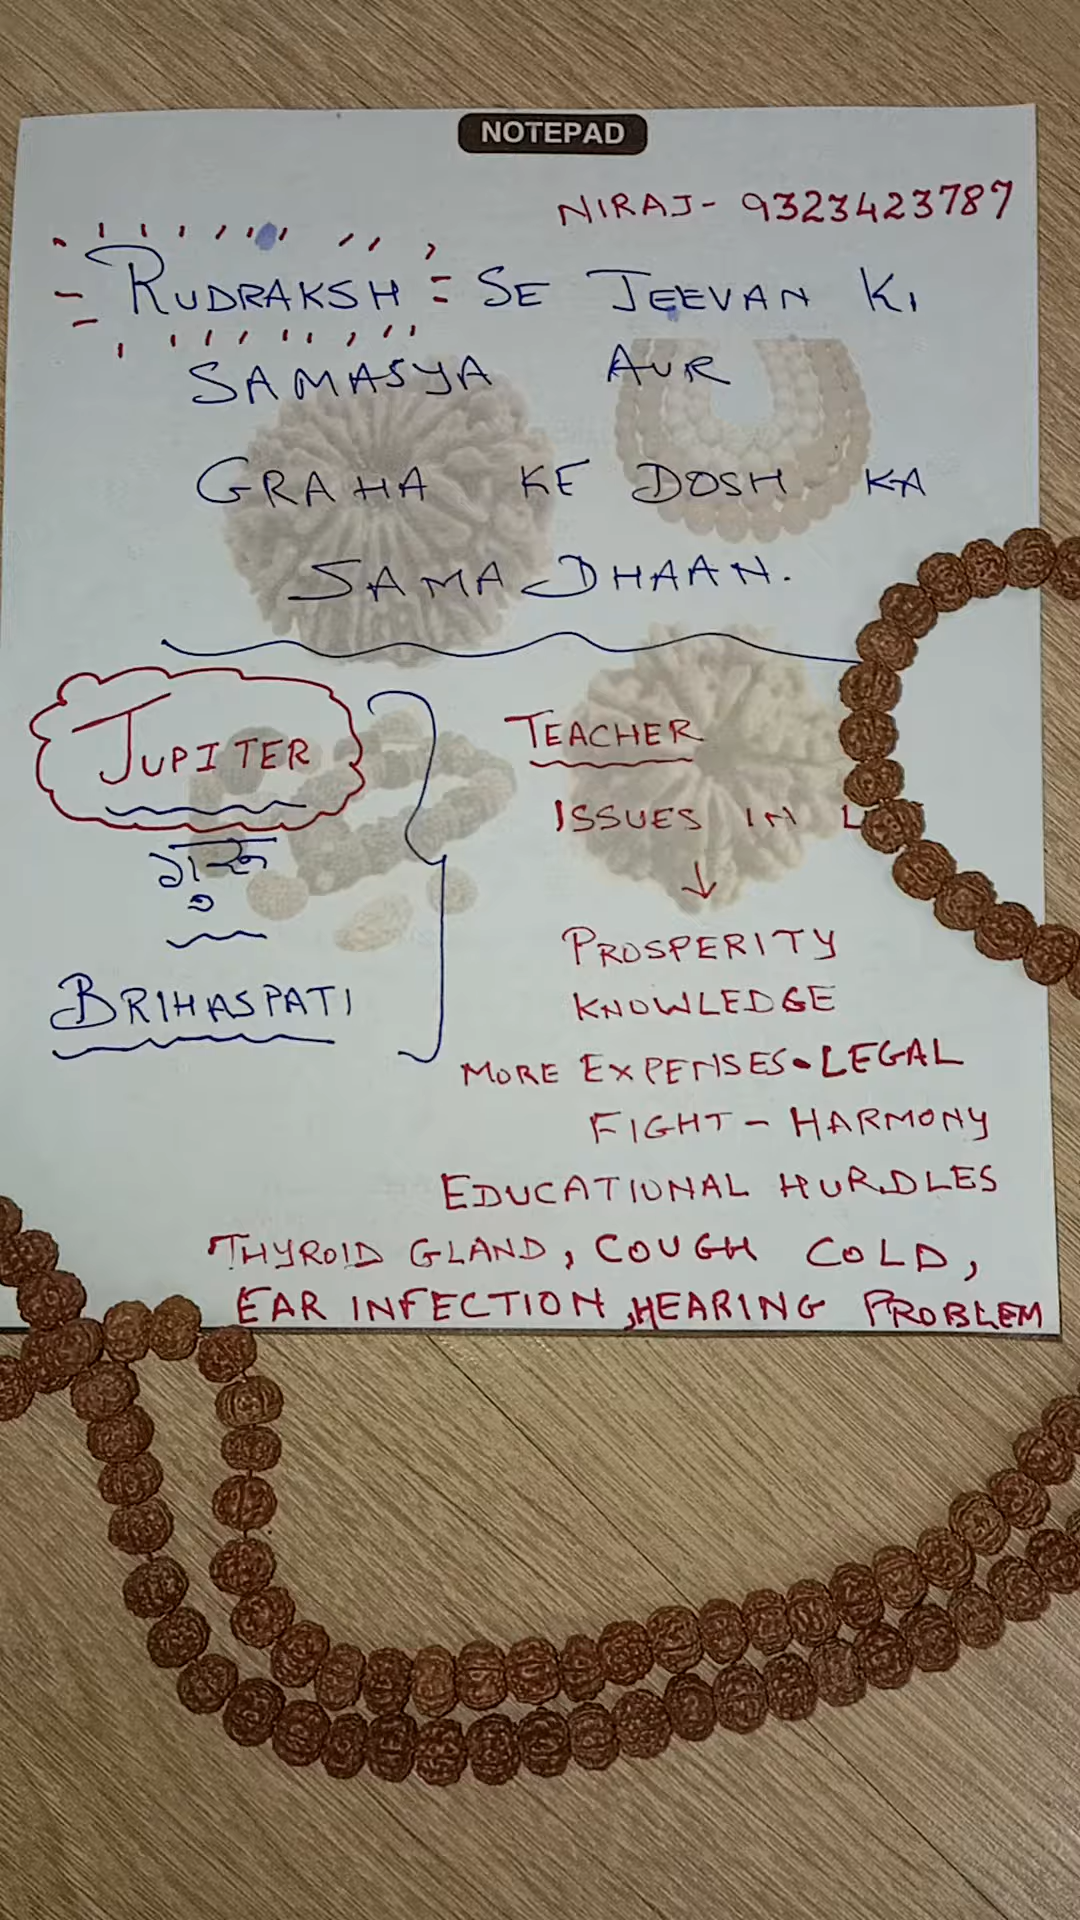 NOTEPAD
NIRAJ - 9323423787
RUDRAKSH SE JEEVAN KI
SAMASYA AUR
GRAHA KE DOSH KA
SAMADHAAN.
JUPITER
गुरु
BRIHASPATI
TEACHER
ISSUES IN L
PROSPERITY
KNOWLEDGE
MORE EXPENSES • LEGAL
FIGHT - HARMONY
EDUCATIONAL HURDLES
THYROID GLAND, COUGH COLD,
EAR INFECTION, HEARING PROBLEM